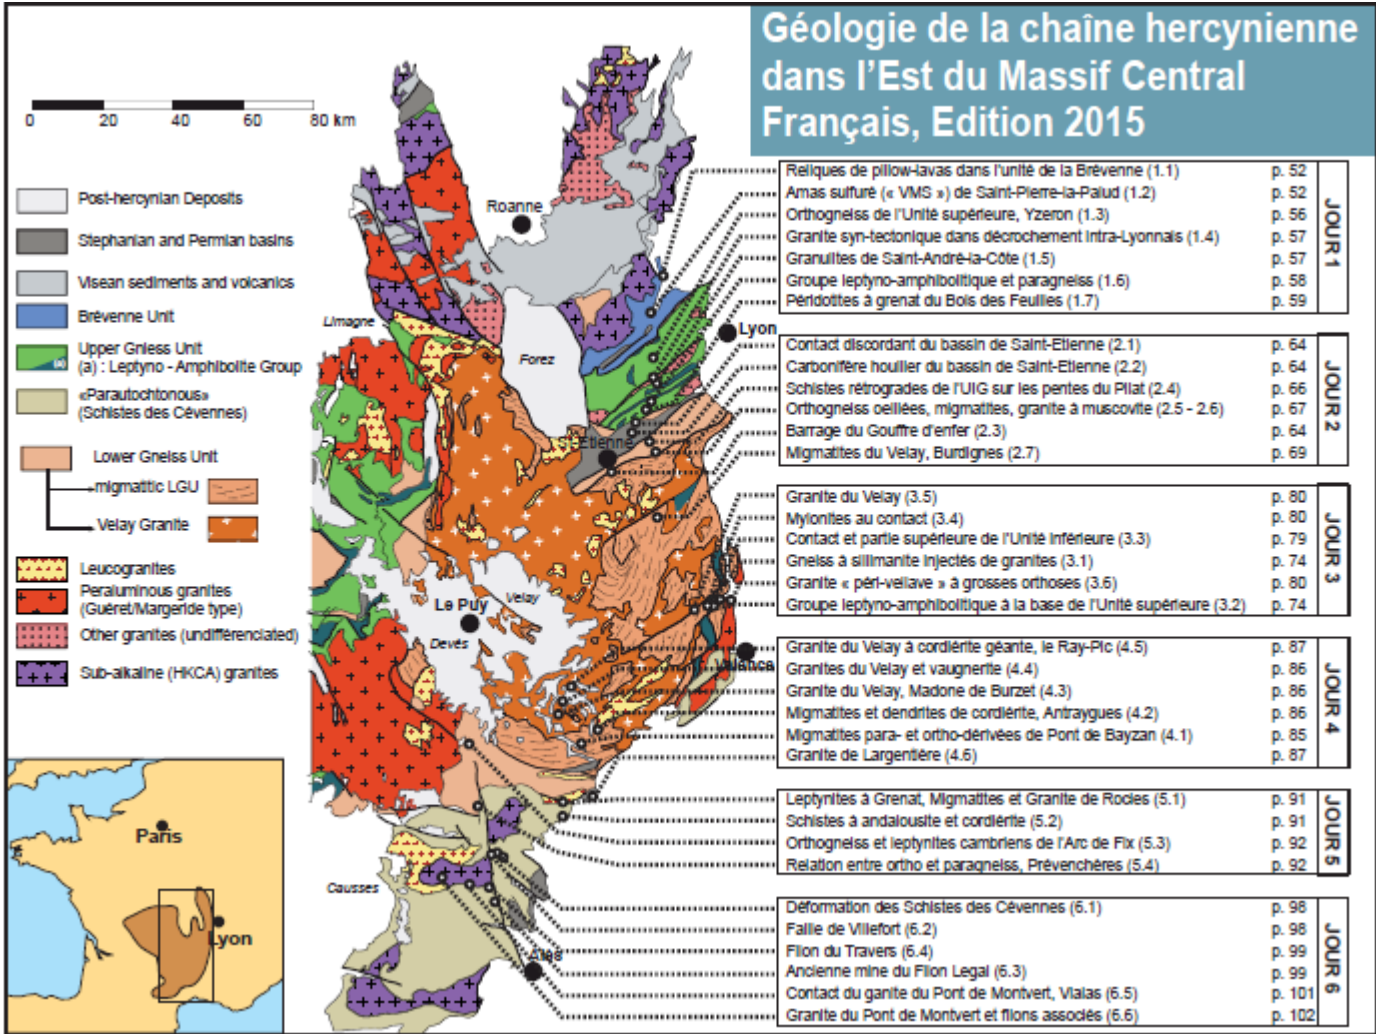 Géologie de la chaîne hercynienne
dans l'Est du Massif Central
Français, Edition 2015
0 20 40 60 80 km
Post-hercynian Deposits
Stephanian and Permian basins
Visean sediments and volcanics
Brévenne Unit
Upper Gniess Unit
(a) : Leptyno - Amphibolite Group
(a)
«Parautochtonous»
(Schistes des Cévennes)
Lower Gneiss Unit
migmatitic LGU
Velay Granite
Leucogranites
Peraluminous granites
(Guéret/Margeride type)
Other granites (undifférenciated)
Sub-alkaline (HKCA) granites
Roanne
Limagne
Forez
Lyon
St-Etienne
Le Puy
Velay
Devés
Valence
Causses
Alès
Paris
Lyon
Reliques de pillow-lavas dans l'unité de la Brévenne (1.1) p. 52
Amas sulfuré (« VMS ») de Saint-Pierre-la-Palud (1.2) p. 52
Orthogneiss de l'Unité supérieure, Yzeron (1.3) p. 56
Granite syn-tectonique dans décrochement intra-Lyonnais (1.4) p. 57
Granulites de Saint-André-la-Côte (1.5) p. 57
Groupe leptyno-amphibolitique et paragneiss (1.6) p. 58
Péridotites à grenat du Bois des Feuilles (1.7) p. 59
JOUR 1
Contact discordant du bassin de Saint-Etienne (2.1) p. 64
Carbonifère houiller du bassin de Saint-Etienne (2.2) p. 64
Schistes rétrogrades de l'UIG sur les pentes du Pilat (2.4) p. 66
Orthogneiss oeillées, migmatites, granite à muscovite (2.5 - 2.6) p. 67
Barrage du Gouffre d'enfer (2.3) p. 64
Migmatites du Velay, Burdignes (2.7) p. 69
JOUR 2
Granite du Velay (3.5) p. 80
Mylonites au contact (3.4) p. 80
Contact et partie supérieure de l'Unité Inférieure (3.3) p. 79
Gneiss à sillimanite injectés de granites (3.1) p. 74
Granite « péri-vellave » à grosses orthoses (3.6) p. 80
Groupe leptyno-amphibolitique à la base de l'Unité supérieure (3.2) p. 74
JOUR 3
Granite du Velay à cordiérite géante, le Ray-Pic (4.5) p. 87
Granites du Velay et vaugnerite (4.4) p. 86
Granite du Velay, Madone de Burzet (4.3) p. 86
Migmatites et dendrites de cordiérite, Antraygues (4.2) p. 86
Migmatites para- et ortho-dérivées de Pont de Bayzan (4.1) p. 85
Granite de Largentière (4.6) p. 87
JOUR 4
Leptynites à Grenat, Migmatites et Granite de Rocles (5.1) p. 91
Schistes à andalousite et cordiérite (5.2) p. 91
Orthogneiss et leptynites cambriens de l'Arc de Fix (5.3) p. 92
Relation entre ortho et paragneiss, Prévenchères (5.4) p. 92
JOUR 5
Déformation des Schistes des Cévennes (6.1) p. 98
Faille de Villefort (6.2) p. 98
Filon du Travers (6.4) p. 99
Ancienne mine du Filon Legal (6.3) p. 99
Contact du ganite du Pont de Montvert, Vialas (6.5) p. 101
Granite du Pont de Montvert et filons associés (6.6) p. 102
JOUR 6